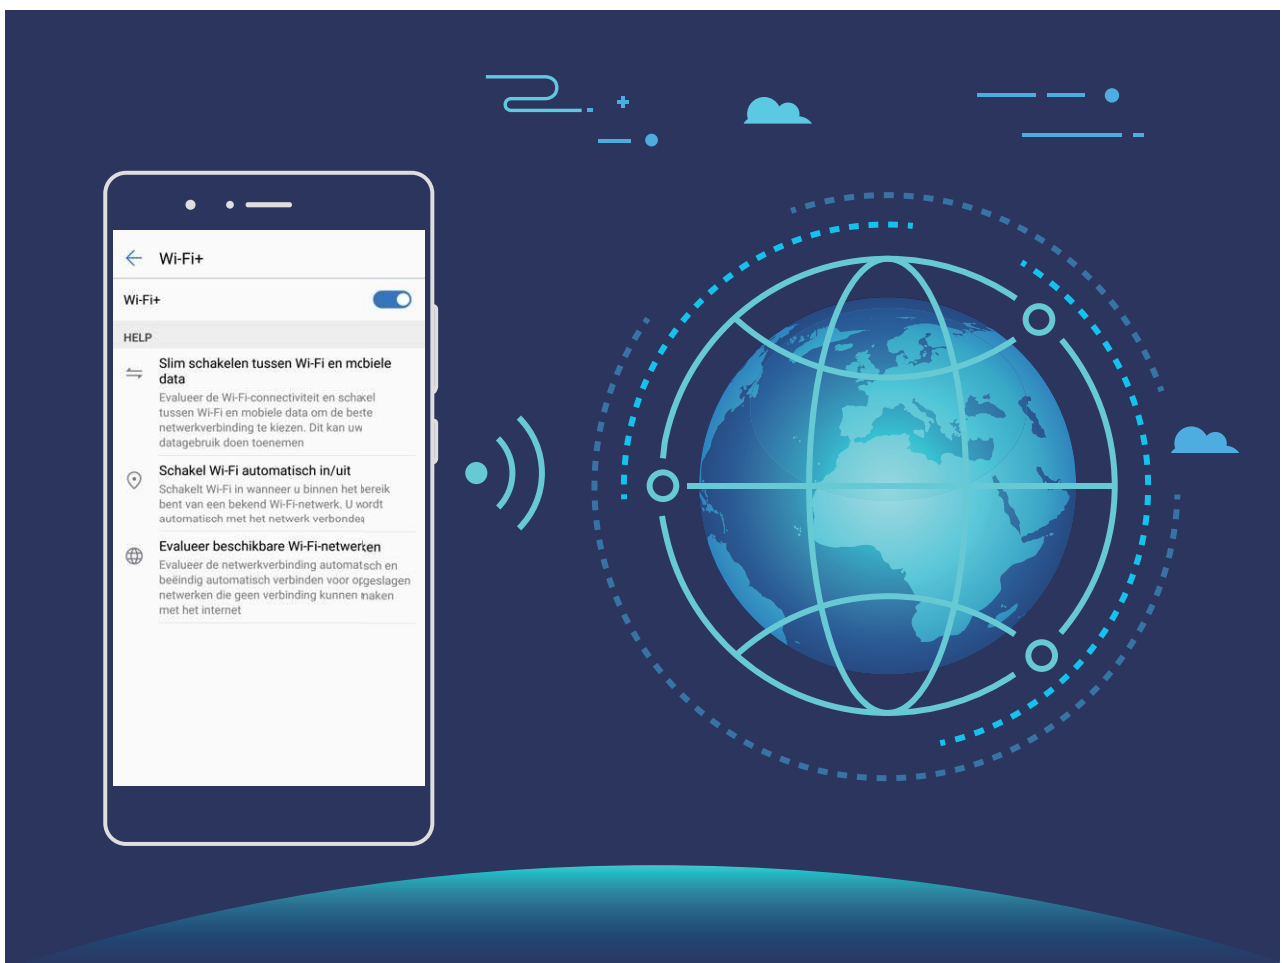 Wi-Fi+
Wi-Fi+
HELP
Slim schakelen tussen Wi-Fi en mobiele
data
Evalueer de Wi-Fi-connectiviteit en schakel
tussen Wi-Fi en mobiele data om de beste
netwerkverbinding te kiezen. Dit kan uw
datagebruik doen toenemen
Schakel Wi-Fi automatisch in/uit
Schakelt Wi-Fi in wanneer u binnen het bereik
bent van een bekend Wi-Fi-netwerk. U wordt
automatisch met het netwerk verbonden
Evalueer beschikbare Wi-Fi-netwerken
Evalueer de netwerkverbinding automatisch en
beëindig automatisch verbinden voor opgeslagen
netwerken die geen verbinding kunnen maken
met het internet